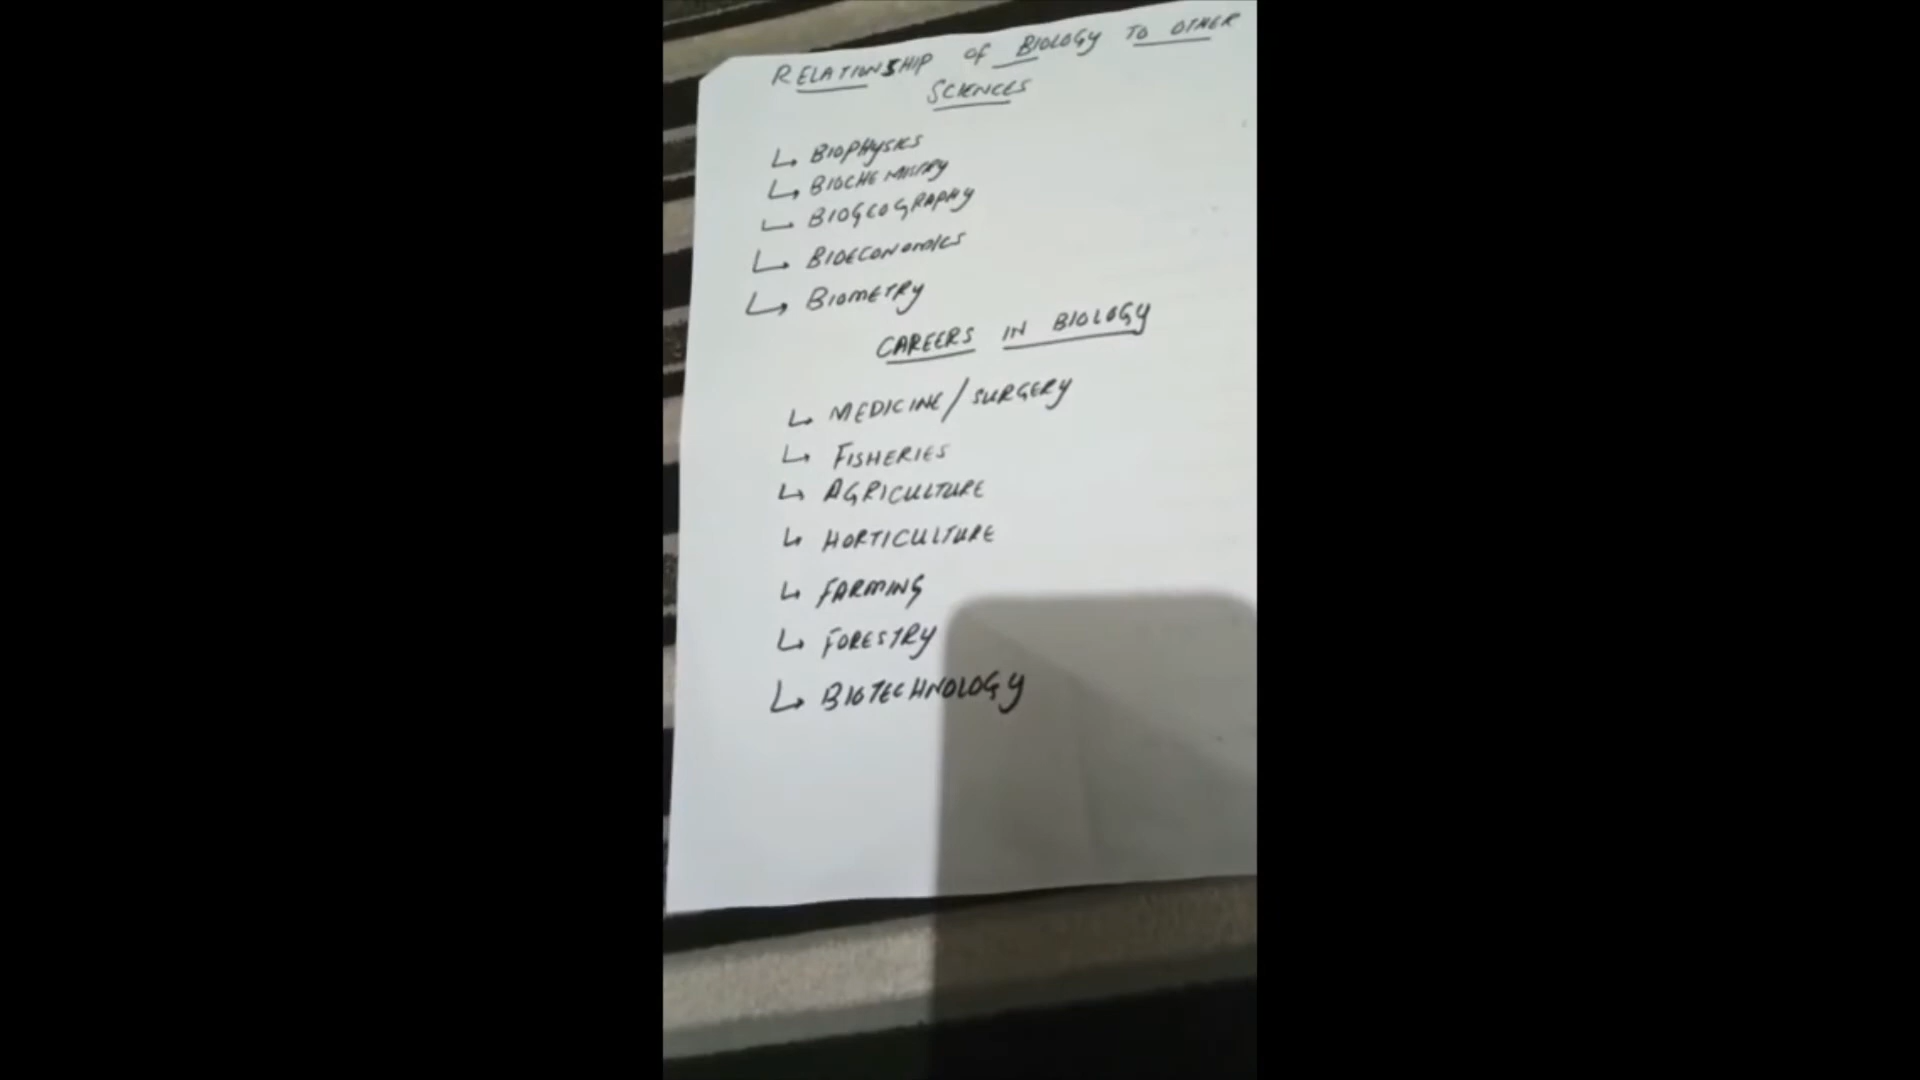 RELATIONSHIP OF BIOLOGY TO OTHER
SCIENCES
↳ BIOPHYSICS
↳ BIOCHEMISTRY
↳ BIOGEOGRAPHY
↳ BIOECONOMICS
↳ BIOMETRY
CAREERS IN BIOLOGY
↳ MEDICINE/SURGERY
↳ FISHERIES
↳ AGRICULTURE
↳ HORTICULTURE
↳ FARMING
↳ FORESTRY
↳ BIOTECHNOLOGY